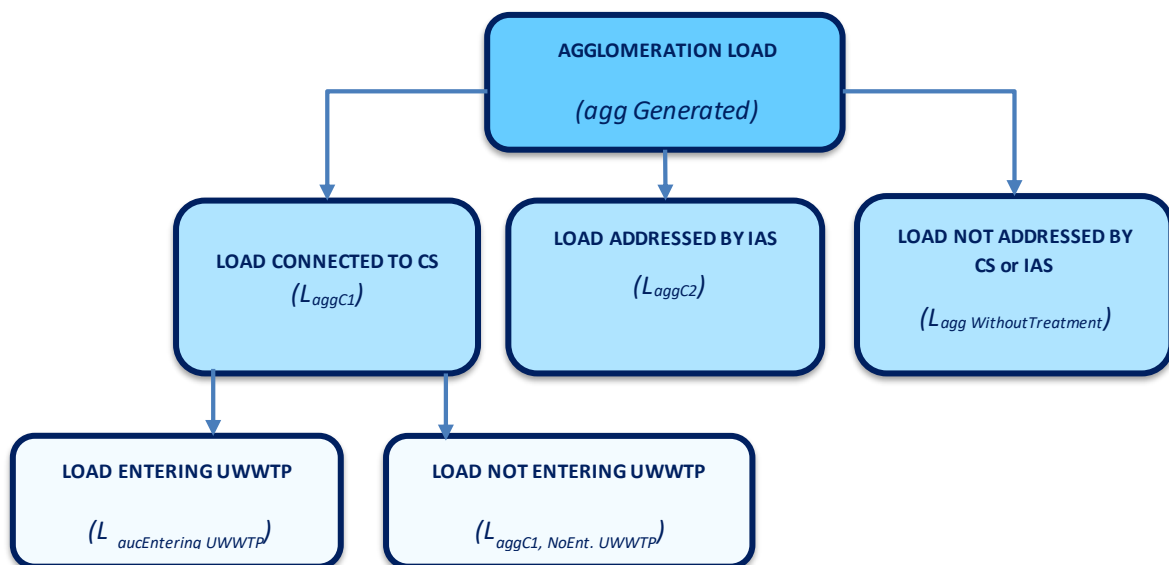 AGGLOMERATION LOAD
(agg Generated)
LOAD CONNECTED TO CS
(LaggC1)
LOAD ADDRESSED BY IAS
(LaggC2)
LOAD NOT ADDRESSED BY
CS or IAS
(Lagg WithoutTreatment)
LOAD ENTERING UWWTP
(L aucEntering UWWTP)
LOAD NOT ENTERING UWWTP
(LaggC1, NoEnt. UWWTP)